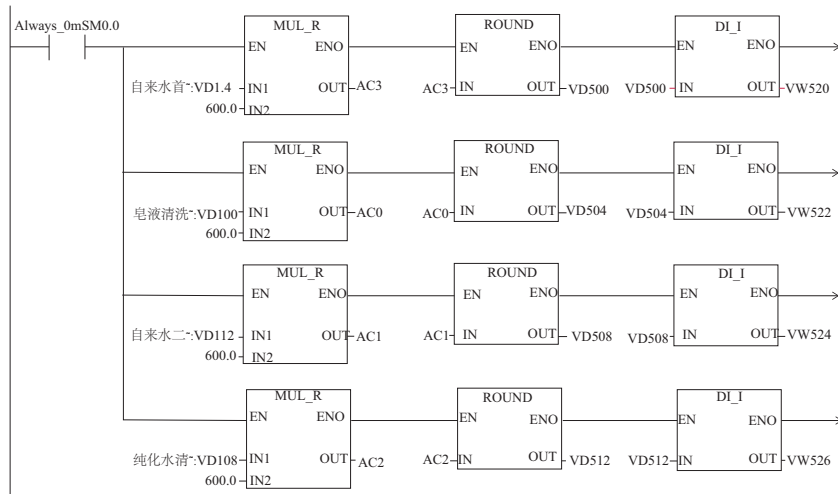 Always_0mSM0.0
MUL_R ROUND DI_I
EN ENO EN ENO EN ENO
自来水首~:VD1.4 IN1 OUT AC3 AC3 IN OUT VD500 VD500 IN OUT VW520
600.0 IN2
MUL_R ROUND DI_I
EN ENO EN ENO EN ENO
皂液清洗~:VD100 IN1 OUT AC0 AC0 IN OUT VD504 VD504 IN OUT VW522
600.0 IN2
MUL_R ROUND DI_I
EN ENO EN ENO EN ENO
自来水二~:VD112 IN1 OUT AC1 AC1 IN OUT VD508 VD508 IN OUT VW524
600.0 IN2
MUL_R ROUND DI_I
EN ENO EN ENO EN ENO
纯化水清~:VD108 IN1 OUT AC2 AC2 IN OUT VD512 VD512 IN OUT VW526
600.0 IN2